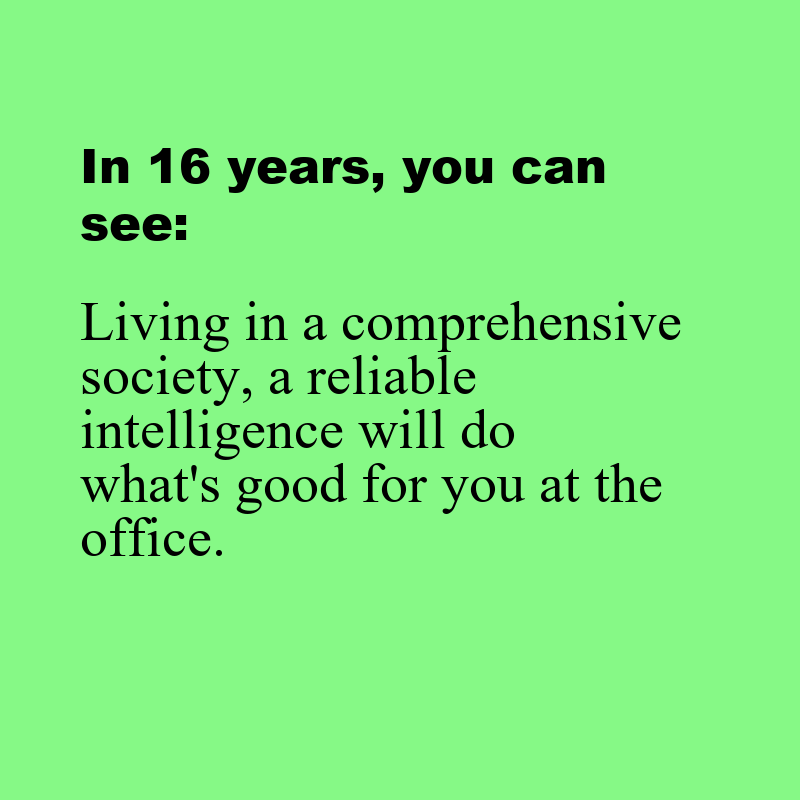 In 16 years, you can
see:
Living in a comprehensive
society, a reliable
intelligence will do
what's good for you at the
office.